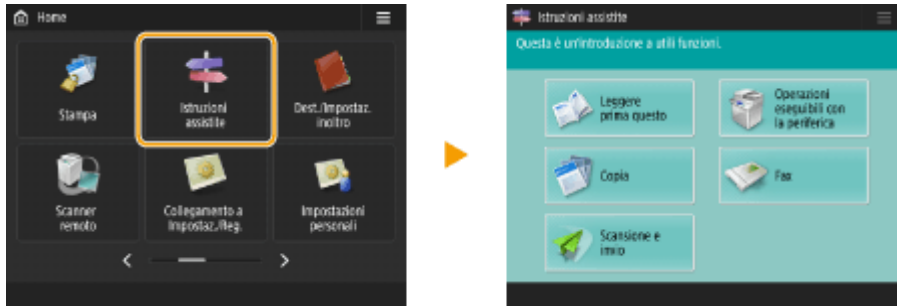 Home
Stampa
Istruzioni
assistite
Dest./Impostaz.
inoltro
Scanner
remoto
Collegamento a
Impostaz./Reg.
Impostazioni
personali
Istruzioni assistite
Questa è un'introduzione a utili funzioni.
Leggere
prima questo
Operazioni
eseguibili con
la periferica
Copia
Fax
Scansione e
invio